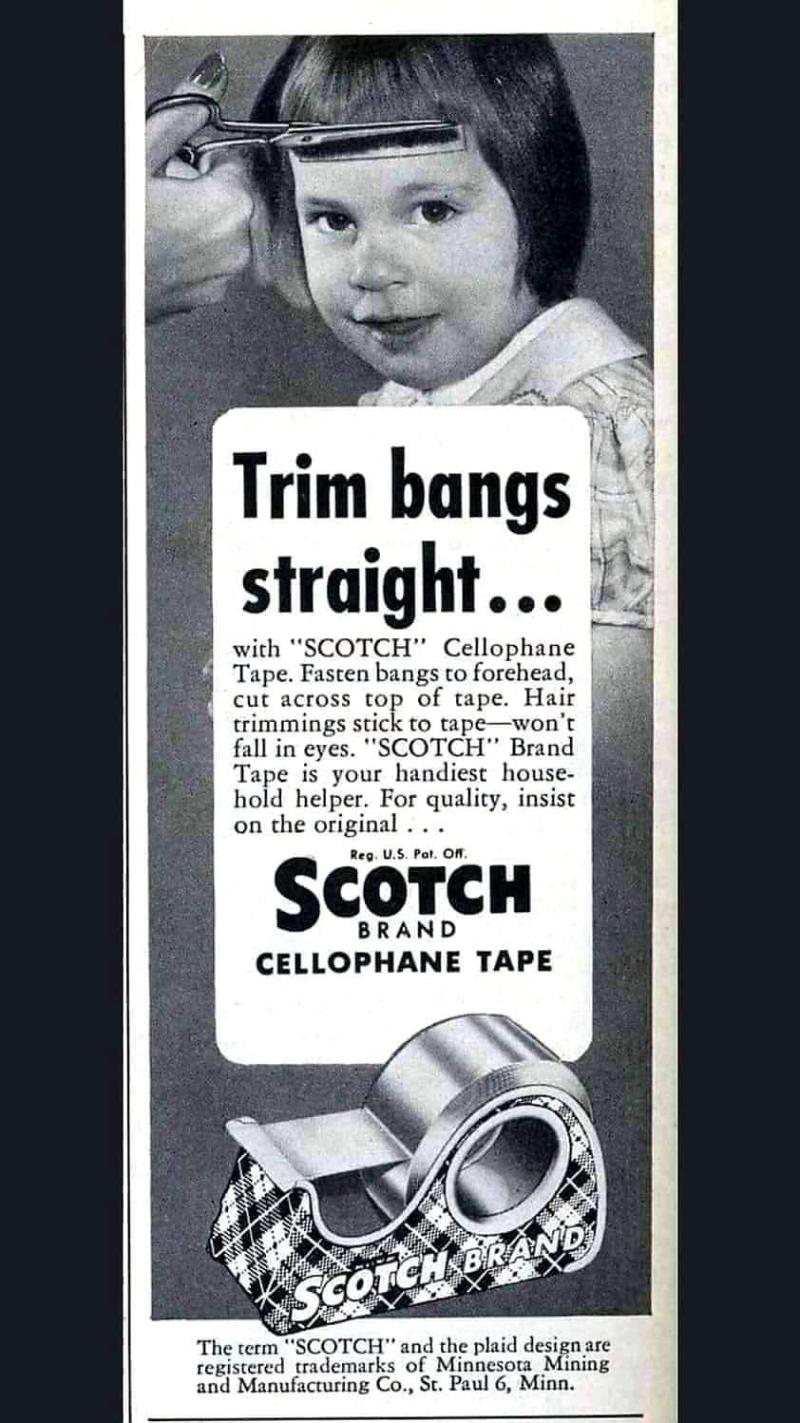 Trim bangs
straight...
with "SCOTCH" Cellophane
Tape. Fasten bangs to forehead,
cut across top of tape. Hair
trimmings stick to tape—won't
fall in eyes. "SCOTCH" Brand
Tape is your handiest house-
hold helper. For quality, insist
on the original . . .
Reg. U.S. Pat. Off.
SCOTCH
BRAND
CELLOPHANE TAPE
SCOTCH BRAND
The term "SCOTCH" and the plaid design are
registered trademarks of Minnesota Mining
and Manufacturing Co., St. Paul 6, Minn.